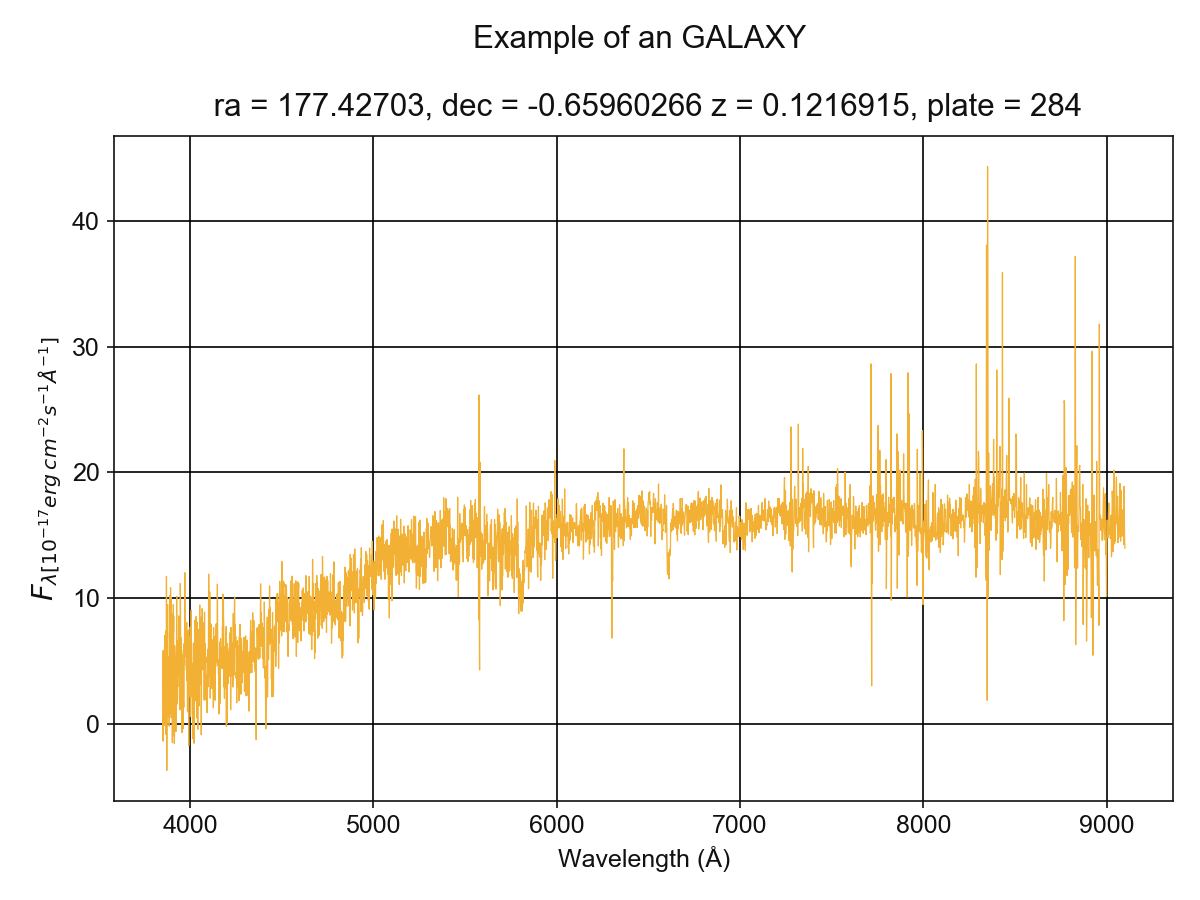 Example of an GALAXY
ra = 177.42703, dec = -0.65960266 z = 0.1216915, plate = 284
F_λ[10⁻¹⁷erg cm⁻²s⁻¹Å⁻¹]
40
30
20
10
0
4000 5000 6000 7000 8000 9000
Wavelength (Å)